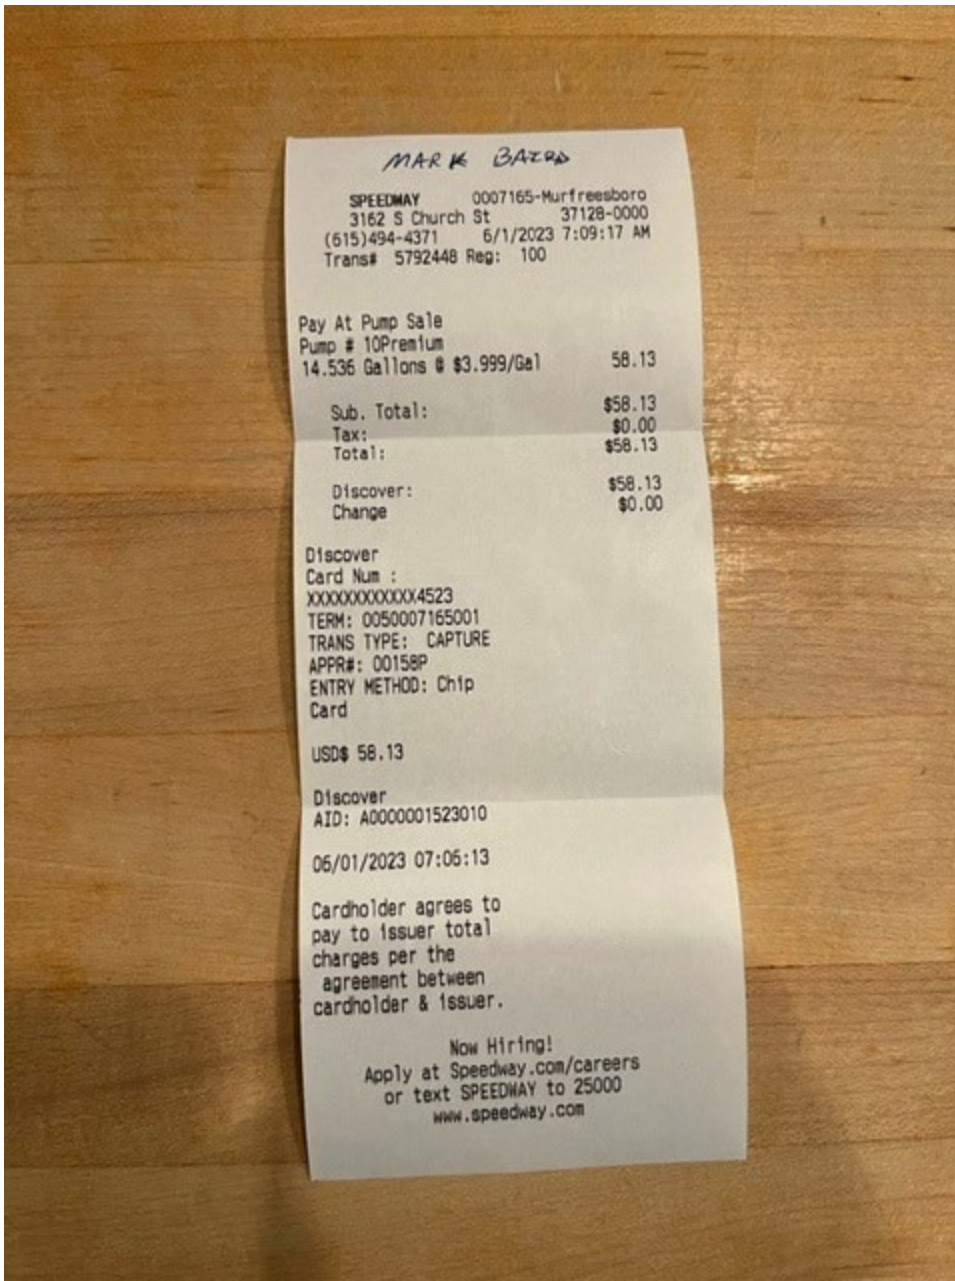 MARK BAIRD
SPEEDWAY 0007165-Murfreesboro
3162 S Church St 37128-0000
(615)494-4371 6/1/2023 7:09:17 AM
Trans# 5792448 Reg: 100
Pay At Pump Sale
Pump # 10Premium
14.536 Gallons @ $3.999/Gal 58.13
Sub. Total: $58.13
Tax: $0.00
Total: $58.13
Discover: $58.13
Change $0.00
Discover
Card Num :
XXXXXXXXXXXX4523
TERM: 0050007165001
TRANS TYPE: CAPTURE
APPR#: 00158P
ENTRY METHOD: Chip
Card
USD$ 58.13
Discover
AID: A0000001523010
06/01/2023 07:06:13
Cardholder agrees to
pay to issuer total
charges per the
agreement between
cardholder & issuer.
Now Hiring!
Apply at Speedway.com/careers
or text SPEEDWAY to 25000
www.speedway.com